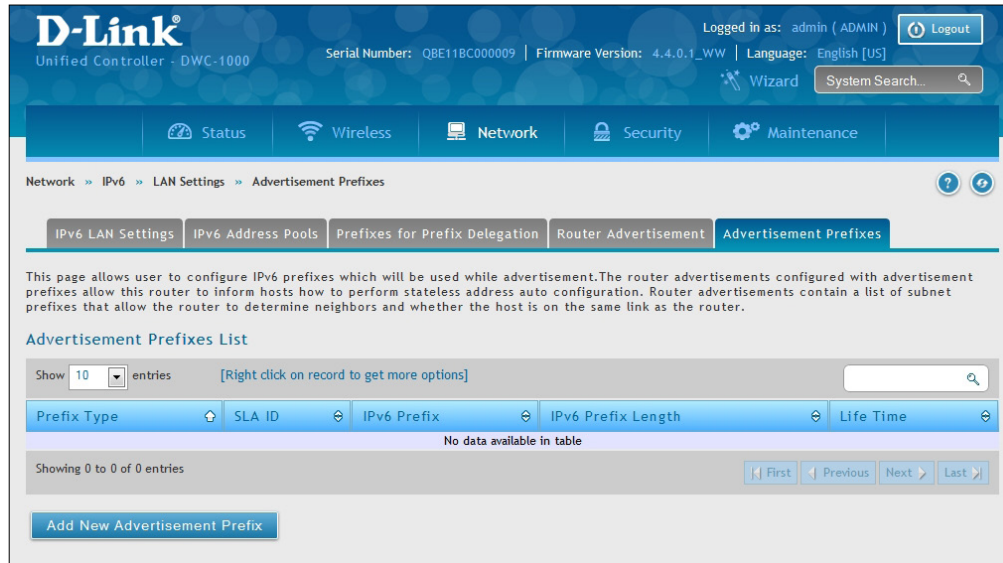 D-Link
Unified Controller - DWC-1000
Logged in as: admin ( ADMIN ) Logout
Serial Number: QBE11BC000009 | Firmware Version: 4.4.0.1_WW | Language: English [US]
Wizard System Search...
Status Wireless Network Security Maintenance
Network » IPv6 » LAN Settings » Advertisement Prefixes ?
IPv6 LAN Settings IPv6 Address Pools Prefixes for Prefix Delegation Router Advertisement Advertisement Prefixes
This page allows user to configure IPv6 prefixes which will be used while advertisement.The router advertisements configured with advertisement
prefixes allow this router to inform hosts how to perform stateless address auto configuration. Router advertisements contain a list of subnet
prefixes that allow the router to determine neighbors and whether the host is on the same link as the router.
Advertisement Prefixes List
Show 10 entries [Right click on record to get more options]
Prefix Type SLA ID IPv6 Prefix IPv6 Prefix Length Life Time
No data available in table
Showing 0 to 0 of 0 entries First Previous Next Last
Add New Advertisement Prefix